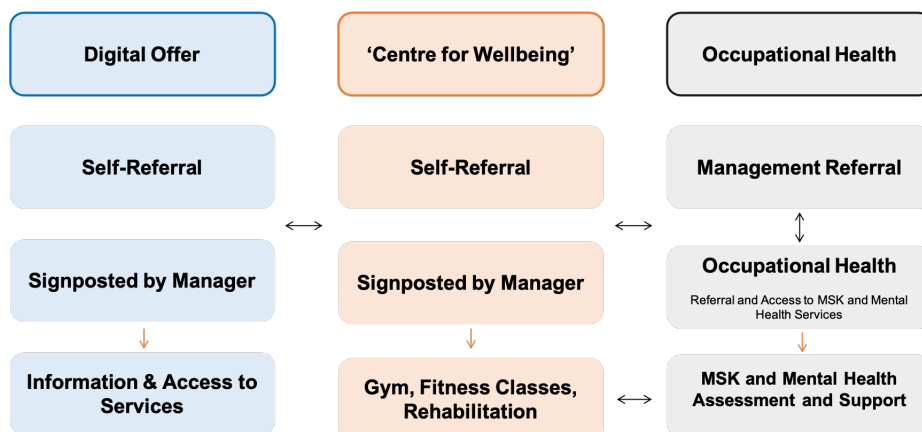 Digital Offer
‘Centre for Wellbeing’
Occupational Health
Self-Referral
Self-Referral
Management Referral
Signposted by Manager
Signposted by Manager
Occupational Health
Referral and Access to MSK and Mental
Health Services
Information & Access to
Services
Gym, Fitness Classes,
Rehabilitation
MSK and Mental Health
Assessment and Support